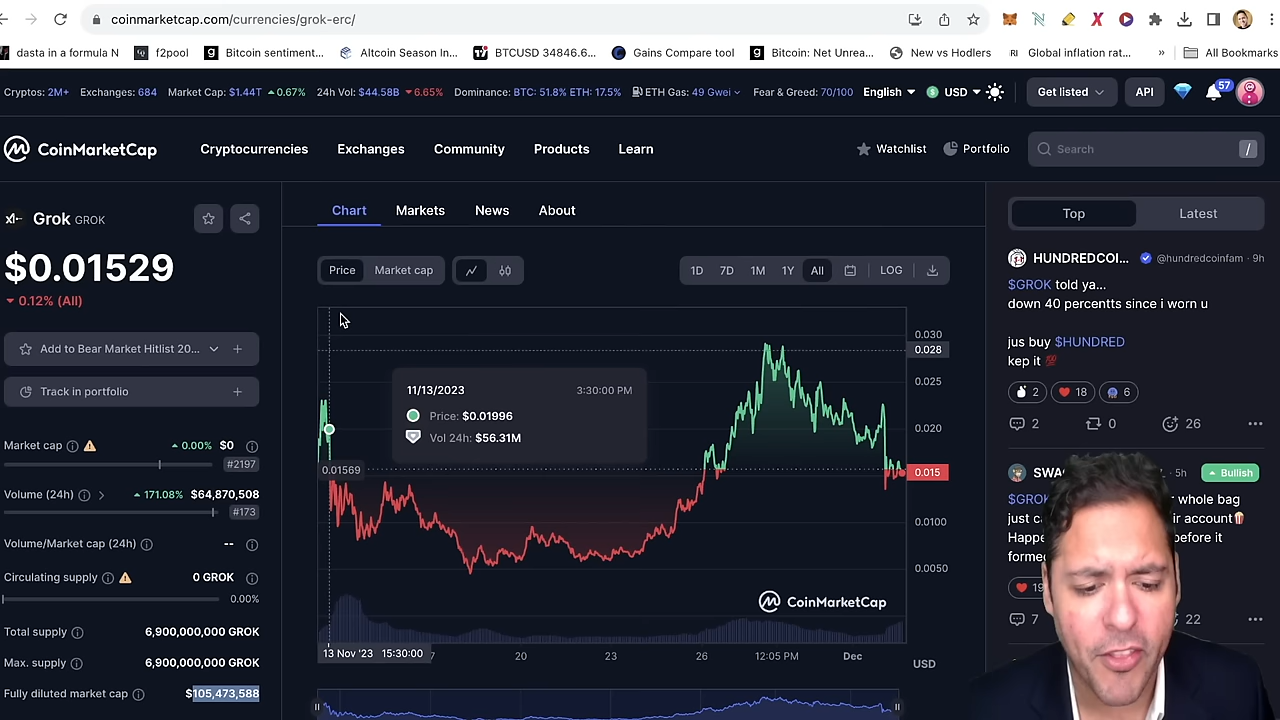 coinmarketcap.com/currencies/grok-erc/
dasta in a formula N
f2pool
Bitcoin sentiment...
Altcoin Season In...
BTCUSD 34846.6...
Gains Compare tool
Bitcoin: Net Unrea...
New vs Hodlers
Global inflation rat...
»
All Bookmarks
Cryptos: 2M+ Exchanges: 684 Market Cap: $1.44T 0.67% 24h Vol: $44.58B 6.65% Dominance: BTC: 51.8% ETH: 17.5% ETH Gas: 49 Gwei Fear & Greed: 70/100
English
USD
Get listed
API
57
CoinMarketCap
Cryptocurrencies
Exchanges
Community
Products
Learn
Watchlist
Portfolio
Search
/
Grok GROK
$0.01529
0.12% (All)
Add to Bear Market Hitlist 20...
+
Track in portfolio
+
Market cap 0.00% $0
#2197
Volume (24h) 171.08% $64,870,508
#173
Volume/Market cap (24h) --
Circulating supply 0 GROK
0.00%
Total supply 6,900,000,000 GROK
Max. supply 6,900,000,000 GROK
Fully diluted market cap $105,473,588
Chart
Markets
News
About
Price
Market cap
1D
7D
1M
1Y
All
LOG
11/13/2023 3:30:00 PM
Price: $0.01996
Vol 24h: $56.31M
0.01569
0.030
0.028
0.025
0.020
0.015
0.0100
0.0050
CoinMarketCap
13 Nov '23 15:30:00
7
20
23
26
12:05 PM
Dec
USD
Top
Latest
HUNDREDCOI... @hundredcoinfam · 9h
$GROK told ya...
down 40 percentts since i worn u
jus buy $HUNDRED
kep it 💯
2
18
6
2
0
26
SWA
5h
Bullish
$GROK
r whole bag
just ca
ir account
Happe
before it
forme
19
7
22